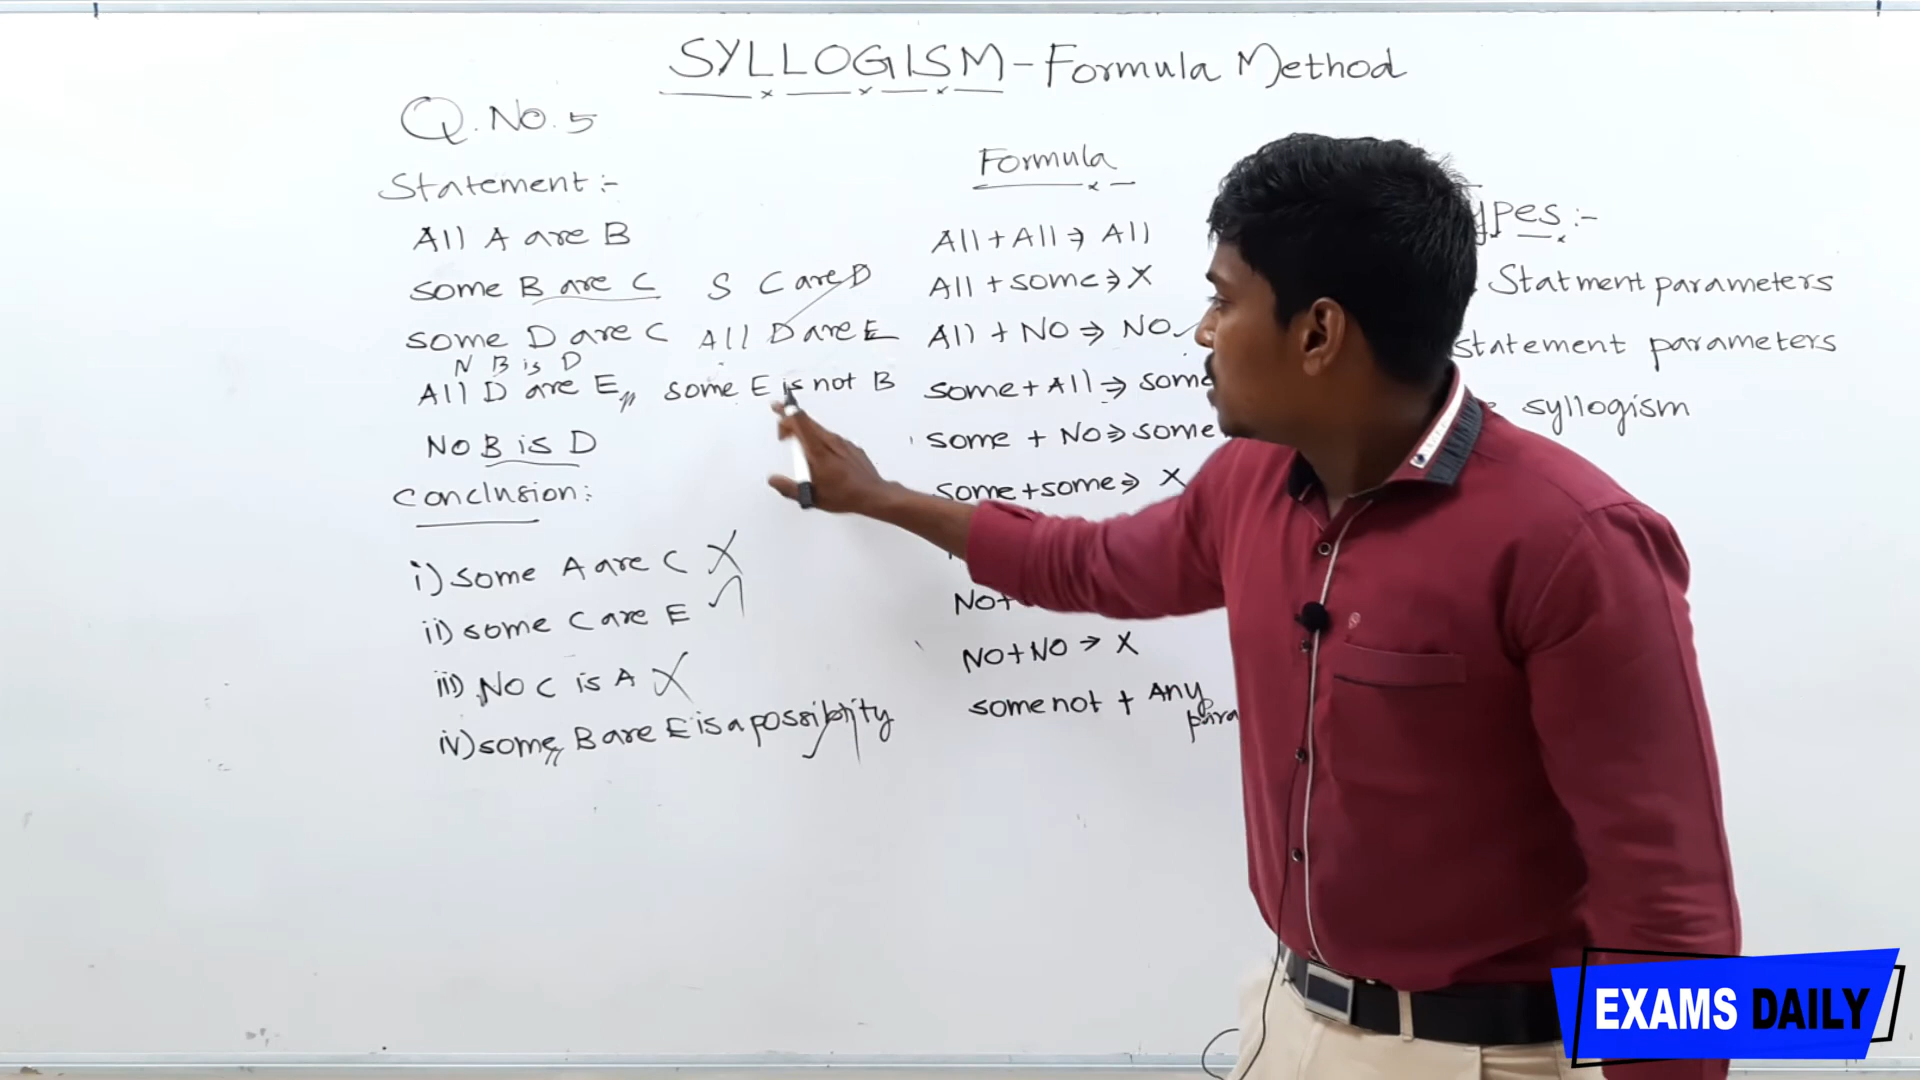 SYLLOGISM - Formula Method
Q. No. 5
Statement :-
All A are B
some B are C S C are D
some D are C All D are E
N B is D
All D are E,, some E is not B
NO B is D
Conclusion:
i) some A are C X
ii) some C are E ✓
iii) NO C is A X
iv) some,, B are E is a possibility ✓
Formula
All + All ⇒ All
All + some ⇒ X
All + NO ⇒ NO ✓
some + All ⇒ some
some + NO ⇒ some
some + some ⇒ X
NO+
NO + NO → X
some not + Any
para
ypes :-
Statment parameters
statement parameters
syllogism
EXAMS DAILY